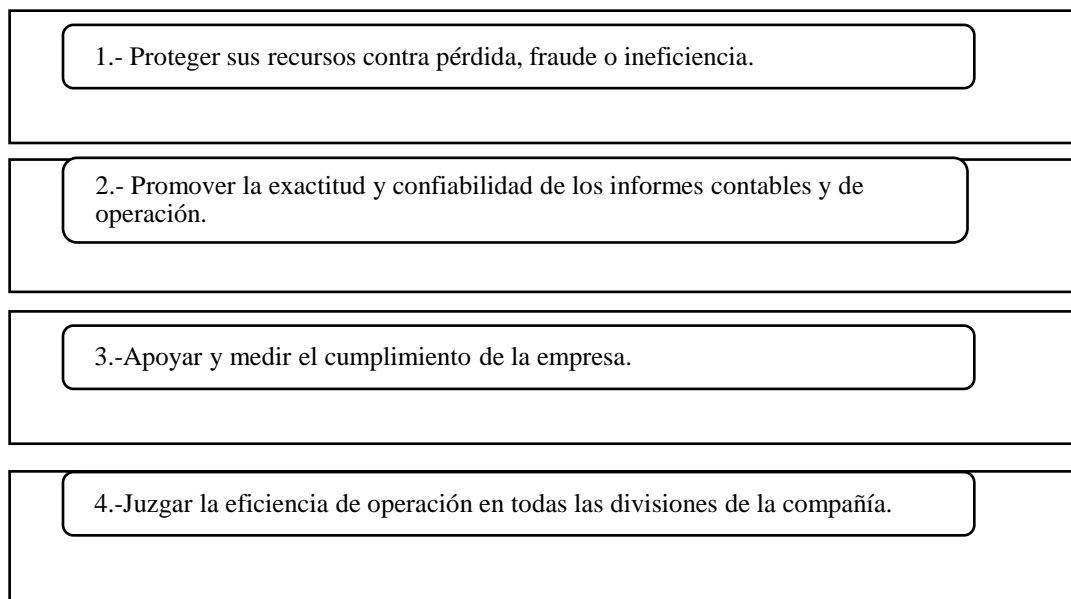 1.- Proteger sus recursos contra pérdida, fraude o ineficiencia.
2.- Promover la exactitud y confiabilidad de los informes contables y de
operación.
3.-Apoyar y medir el cumplimiento de la empresa.
4.-Juzgar la eficiencia de operación en todas las divisiones de la compañía.